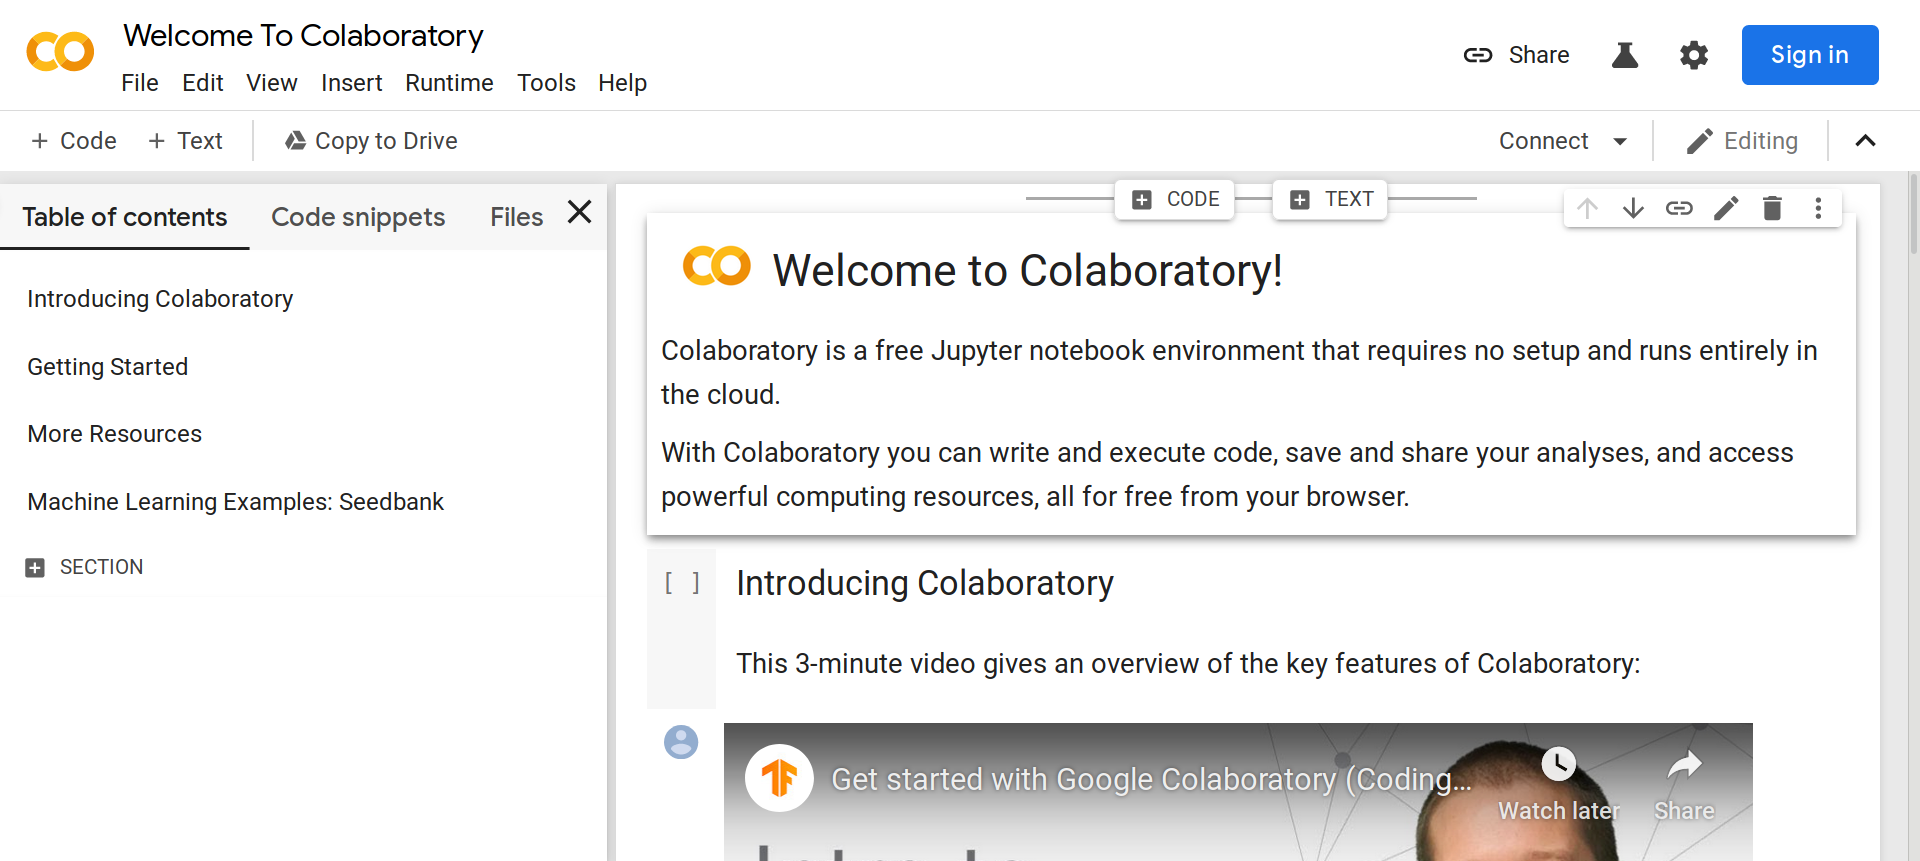 Welcome To Colaboratory
File Edit View Insert Runtime Tools Help
Share
Sign in
+ Code + Text Copy to Drive
Connect
Editing
Table of contents Code snippets Files
Introducing Colaboratory
Getting Started
More Resources
Machine Learning Examples: Seedbank
SECTION
CODE TEXT
Welcome to Colaboratory!
Colaboratory is a free Jupyter notebook environment that requires no setup and runs entirely in
the cloud.
With Colaboratory you can write and execute code, save and share your analyses, and access
powerful computing resources, all for free from your browser.
[ ] Introducing Colaboratory
This 3-minute video gives an overview of the key features of Colaboratory:
Get started with Google Colaboratory (Coding...
Watch later Share